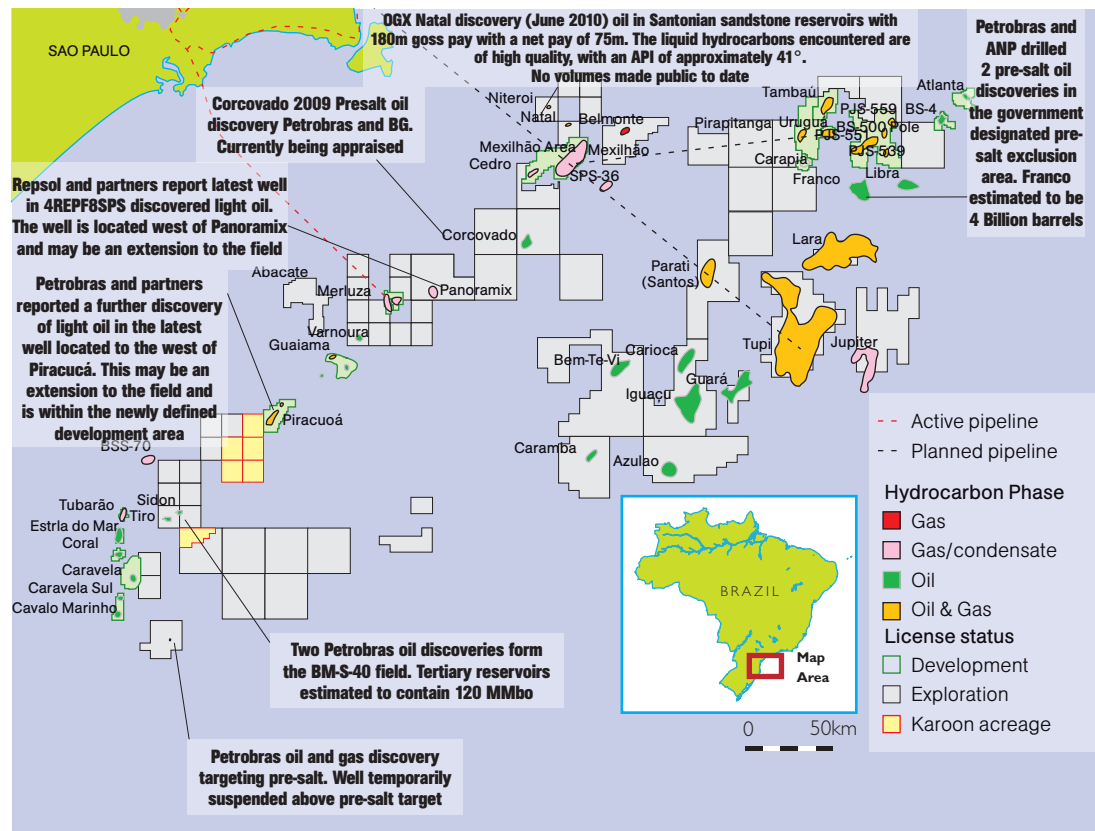 SAO PAULO
OGX Natal discovery (June 2010) oil in Santonian sandstone reservoirs with
180m goss pay with a net pay of 75m. The liquid hydrocarbons encountered are
of high quality, with an API of approximately 41°.
No volumes made public to date
Petrobras and
ANP drilled
2 pre-salt oil
discoveries in
the government
designated pre-
salt exclusion
area. Franco
estimated to be
4 Billion barrels
Corcovado 2009 Presalt oil
discovery Petrobras and BG.
Currently being appraised
Repsol and partners report latest well
in 4REPF8SPS discovered light oil.
The well is located west of Panoramix
and may be an extension to the field
Petrobras and partners
reported a further discovery
of light oil in the latest
well located to the west of
Piracucá. This may be an
extension to the field and
is within the newly defined
development area
Niteroi
Natal
Belmonte
Mexilhão Area
Mexilhão
Cedro
SPS-36
Tambaú
PJS-559
BS-4
Atlanta
Pirapitanga
Uruguá
BS-500
Pole
PJS-551
PJS-539
Carapiá
Franco
Libra
Corcovado
Lara
Parati
(Santos)
Abacate
Merluza
Panoramix
Varnoura
Guaiama
Tupi
Jupiter
Bem-Te-Vi
Carioca
Guará
Iguaçu
Piracuoá
BSS-70
Caramba
Azulao
Tubarão
Sidon
Tiro
Estrla do Mar
Coral
Caravela
Caravela Sul
Cavalo Marinho
Two Petrobras oil discoveries form
the BM-S-40 field. Tertiary reservoirs
estimated to contain 120 MMbo
Petrobras oil and gas discovery
targeting pre-salt. Well temporarily
suspended above pre-salt target
BRAZIL
Map
Area
0 50km
Active pipeline
Planned pipeline
Hydrocarbon Phase
Gas
Gas/condensate
Oil
Oil & Gas
License status
Development
Exploration
Karoon acreage